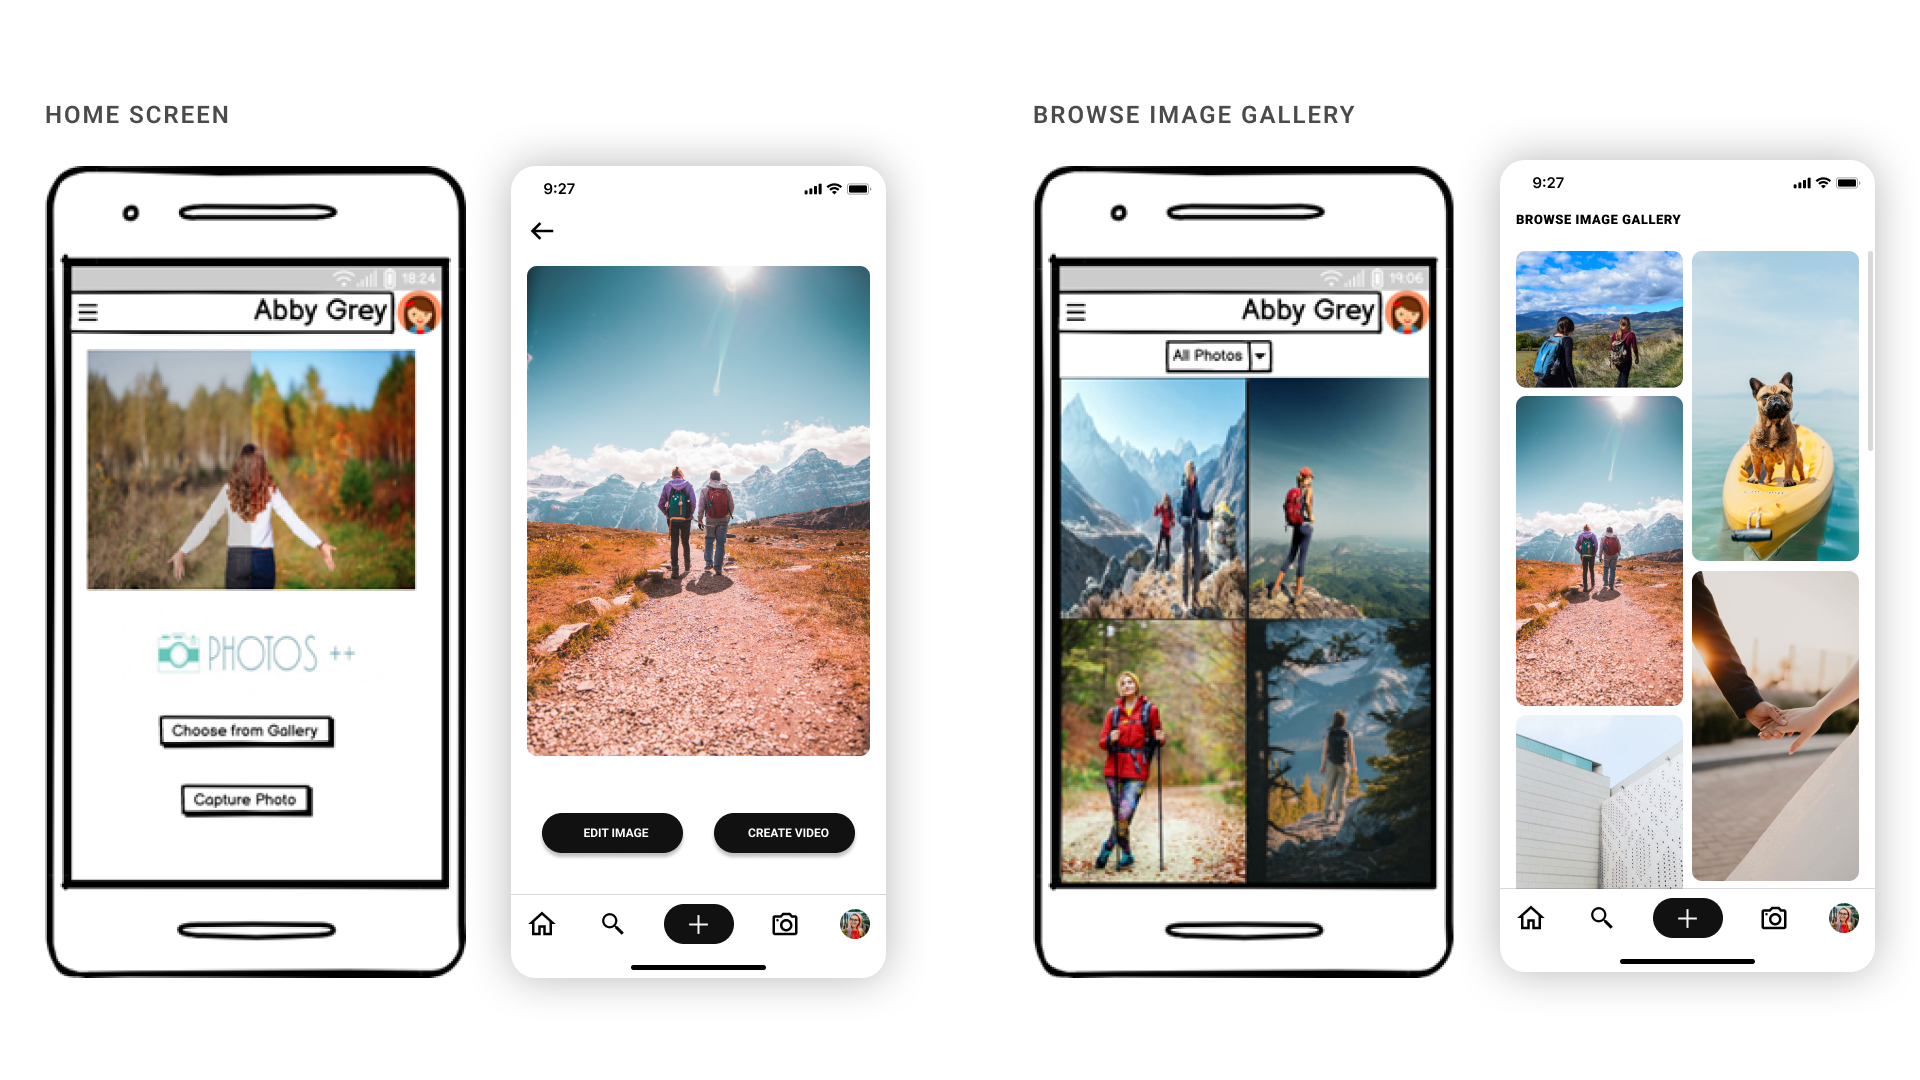 HOME SCREEN
18:24
Abby Grey
PHOTOS ++
Choose from Gallery
Capture Photo
9:27
EDIT IMAGE
CREATE VIDEO
BROWSE IMAGE GALLERY
19:06
Abby Grey
All Photos
9:27
BROWSE IMAGE GALLERY